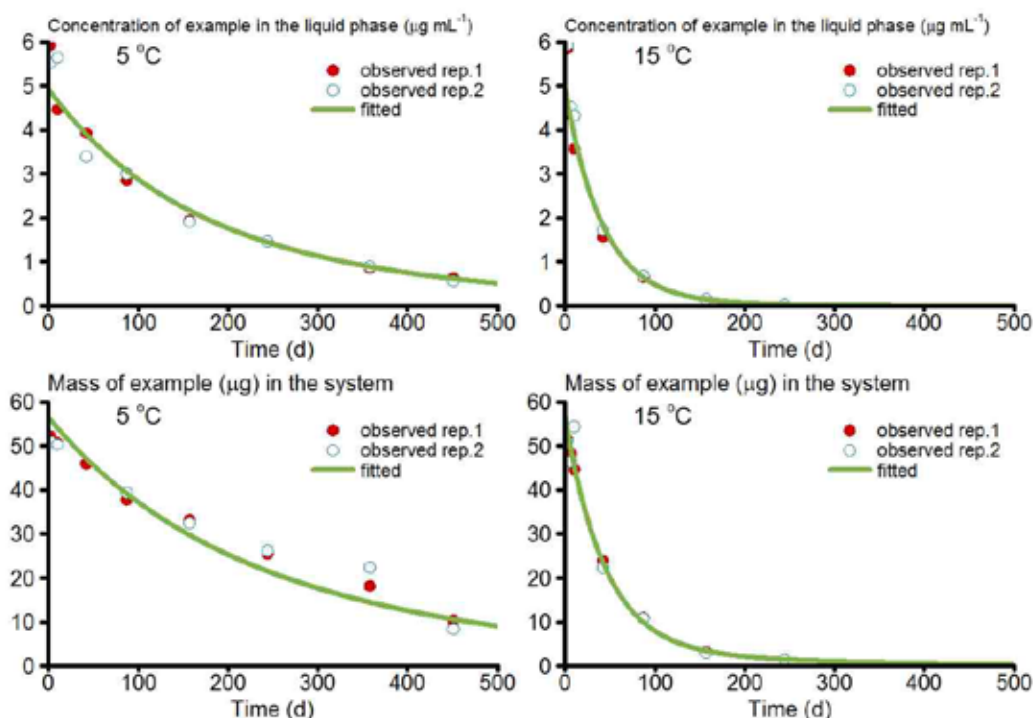 Concentration of example in the liquid phase (µg mL⁻¹)
5 °C
observed rep.1
observed rep.2
fitted
6
5
4
3
2
1
0
0 100 200 300 400 500
Time (d)
Concentration of example in the liquid phase (µg mL⁻¹)
15 °C
observed rep.1
observed rep.2
fitted
6
5
4
3
2
1
0
0 100 200 300 400 500
Time (d)
Mass of example (µg) in the system
5 °C
observed rep.1
observed rep.2
fitted
60
50
40
30
20
10
0
0 100 200 300 400 500
Time (d)
Mass of example (µg) in the system
15 °C
observed rep.1
observed rep.2
fitted
60
50
40
30
20
10
0
0 100 200 300 400 500
Time (d)